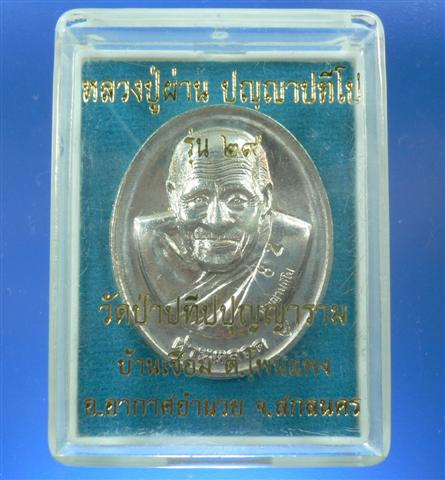 หลวงปู่ผ่าน ปญฺญาปทีโป
รุ่น ๒๙
วัดป่าปทีปปุญญาราม
บ้านเซือม ต.โพนแพง
อ.อากาศอำนวย จ.สกลนคร